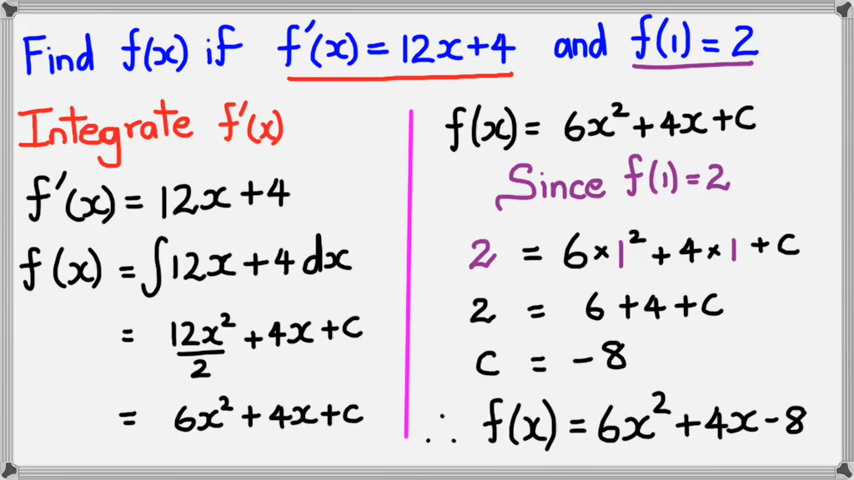 Find f(x) if f'(x) = 12x+4 and f(1) = 2
Integrate f'(x)
f'(x) = 12x+4
f(x) = ∫12x+4 dx
= 12x²/2 +4x+c
= 6x²+4x+c
f(x) = 6x²+4x+c
Since f(1)=2
2 = 6×1²+4×1+c
2 = 6+4+c
c = -8
∴ f(x) = 6x²+4x-8